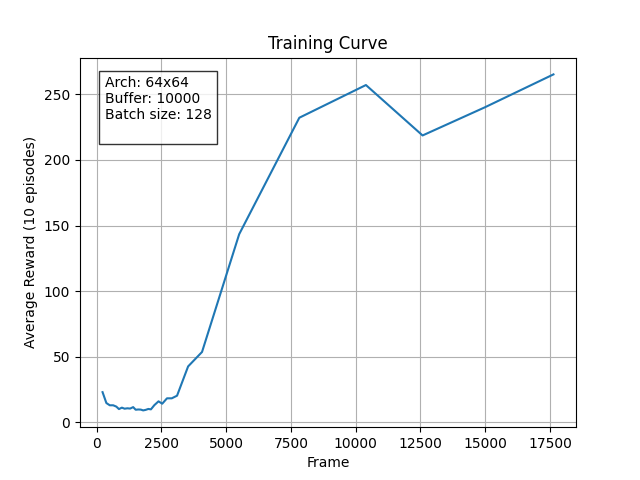 Training Curve
Arch: 64x64
Buffer: 10000
Batch size: 128
Average Reward (10 episodes)
250
200
150
100
50
0
0 2500 5000 7500 10000 12500 15000 17500
Frame